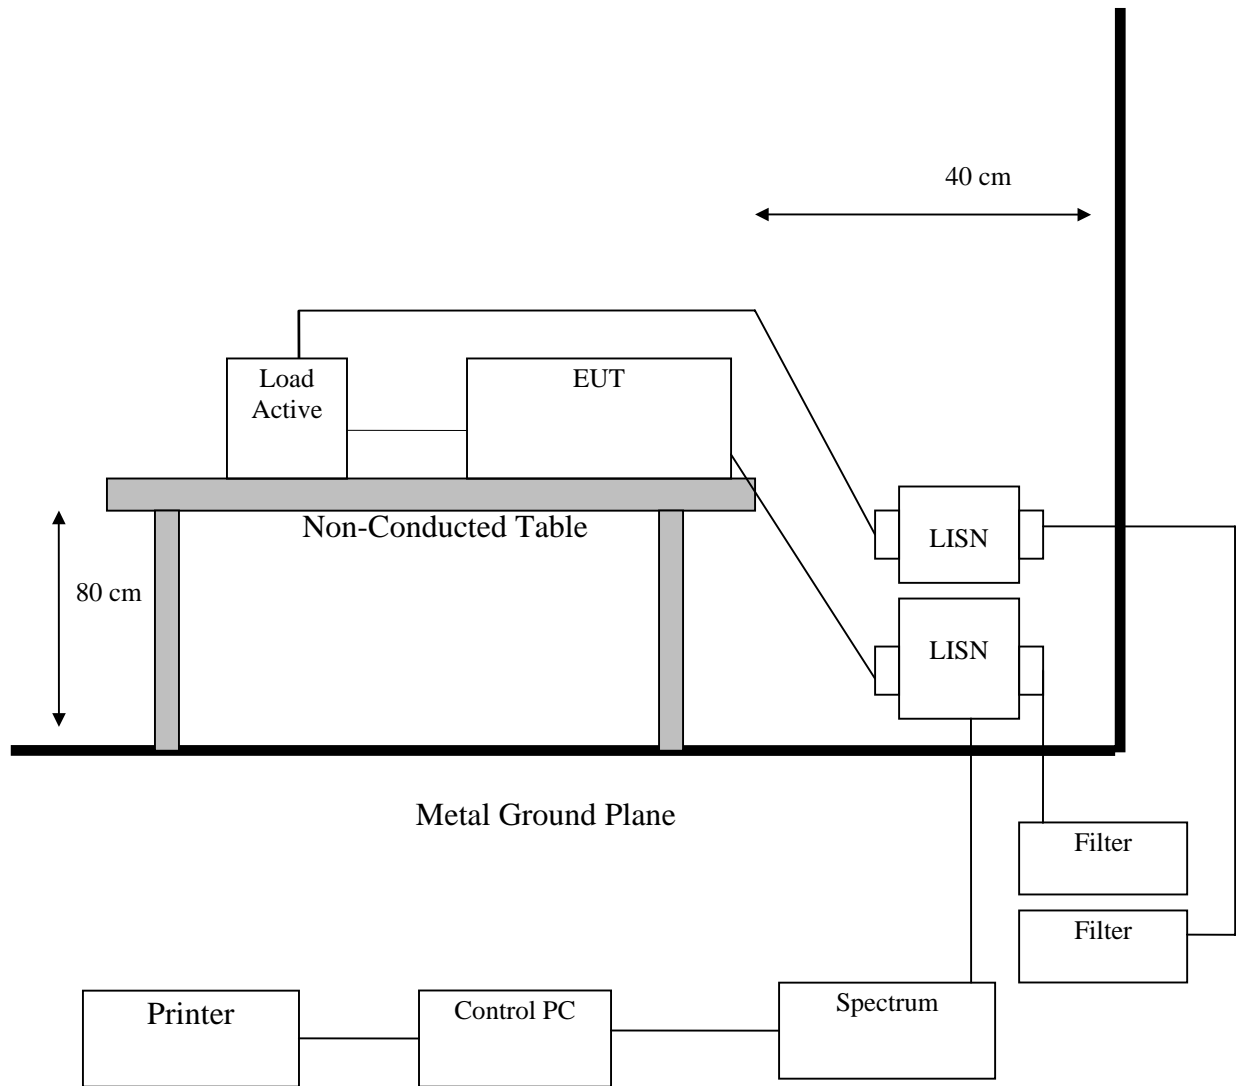 40 cm
Load
Active
EUT
Non-Conducted Table
LISN
80 cm
LISN
Metal Ground Plane
Filter
Filter
Printer
Control PC
Spectrum